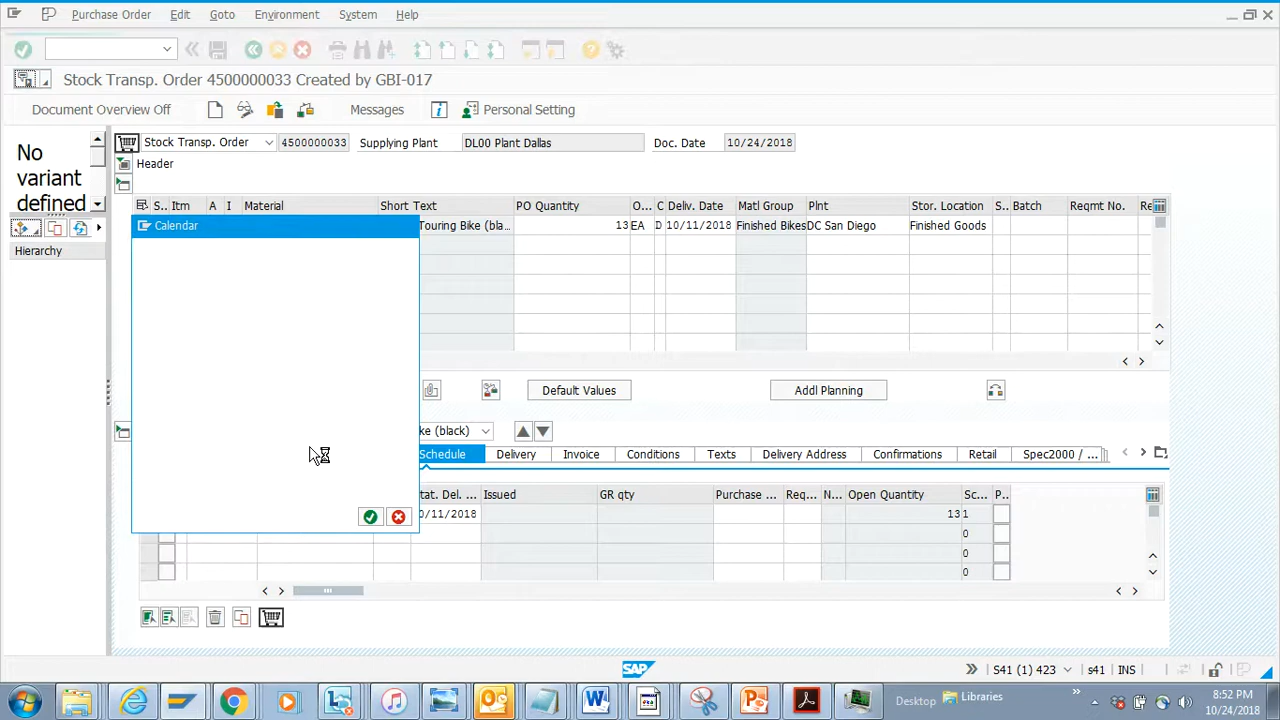 Purchase Order Edit Goto Environment System Help
Stock Transp. Order 4500000033 Created by GBI-017
Document Overview Off Messages Personal Setting
No
variant
defined
Hierarchy
Stock Transp. Order 4500000033 Supplying Plant DL00 Plant Dallas Doc. Date 10/24/2018
Header
S.. Itm A I Material Short Text PO Quantity O... C Deliv. Date Matl Group Plnt Stor. Location S.. Batch Reqmt No. Re
Calendar
Touring Bike (bla... 13 EA D 10/11/2018 Finished Bikes DC San Diego Finished Goods
Default Values Addl Planning
ke (black)
Schedule Delivery Invoice Conditions Texts Delivery Address Confirmations Retail Spec2000 / ...
tat. Del. ... Issued GR qty Purchase ... Req... N... Open Quantity Sc... P..
0/11/2018 13 1
0
0
0
SAP S41 (1) 423 s41 INS
Desktop Libraries
8:52 PM
10/24/2018